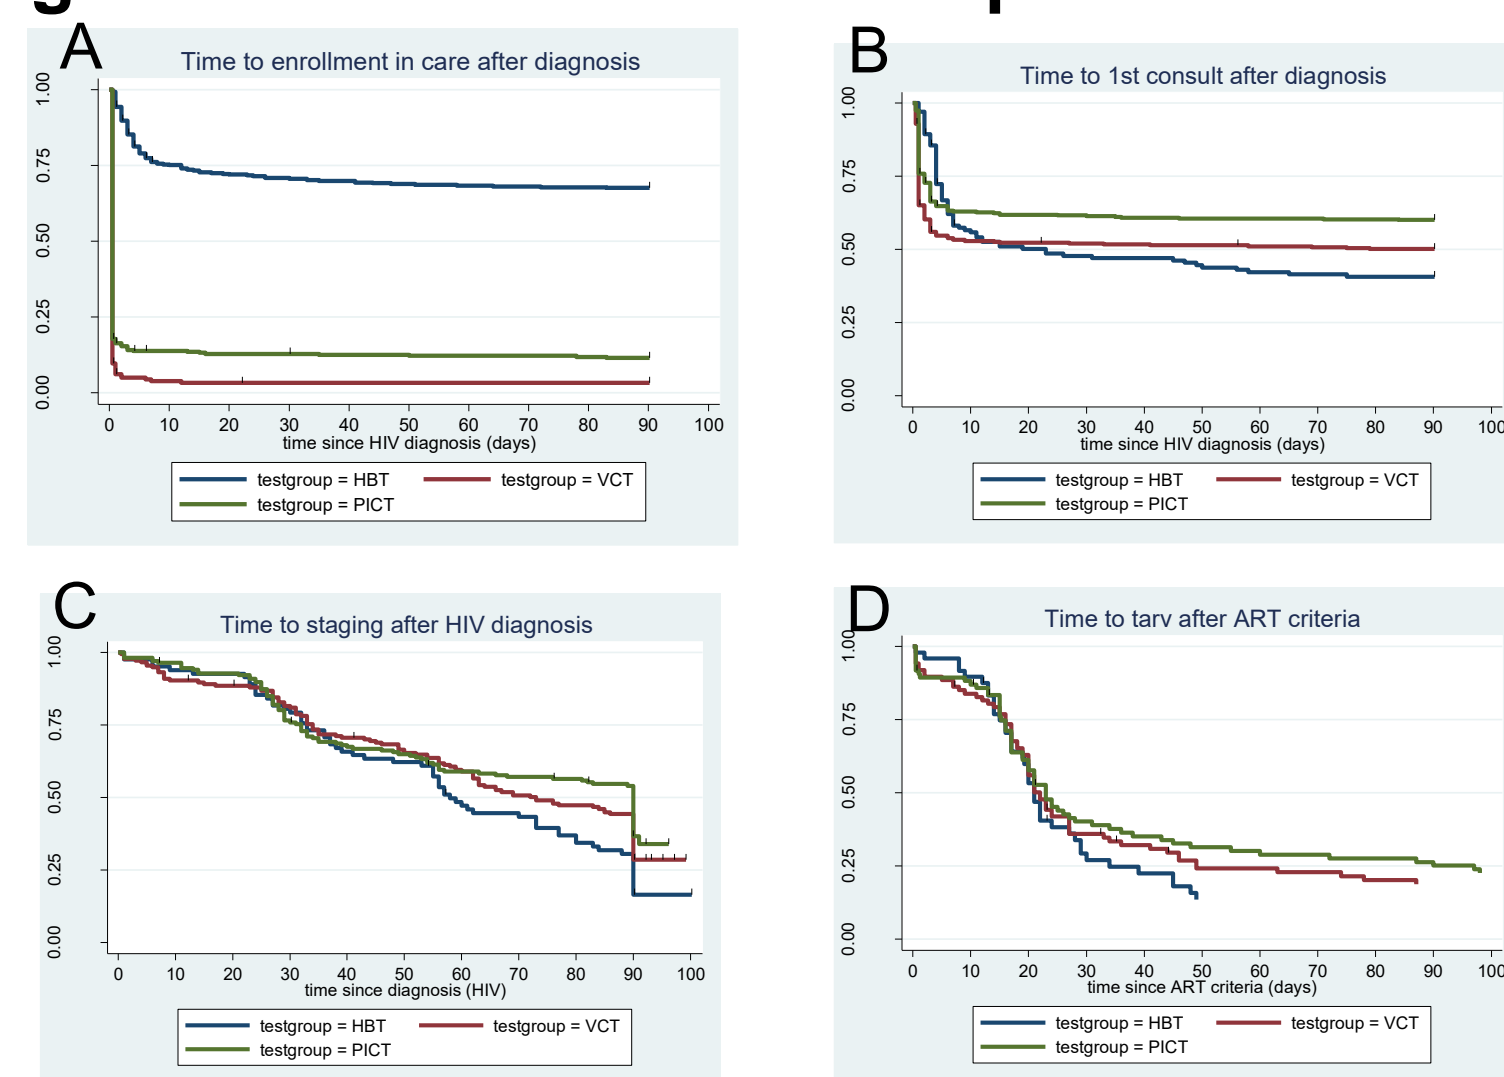 A
Time to enrollment in care after diagnosis
1.00
0.75
0.50
0.25
0.00
0 10 20 30 40 50 60 70 80 90 100
time since HIV diagnosis (days)
testgroup = HBT testgroup = VCT
testgroup = PICT
B
Time to 1st consult after diagnosis
1.00
0.75
0.50
0.25
0.00
0 10 20 30 40 50 60 70 80 90 100
time since HIV diagnosis (days)
testgroup = HBT testgroup = VCT
testgroup = PICT
C
Time to staging after HIV diagnosis
1.00
0.75
0.50
0.25
0.00
0 10 20 30 40 50 60 70 80 90 100
time since diagnosis (HIV)
testgroup = HBT testgroup = VCT
testgroup = PICT
D
Time to tarv after ART criteria
1.00
0.75
0.50
0.25
0.00
0 10 20 30 40 50 60 70 80 90 100
time since ART criteria (days)
testgroup = HBT testgroup = VCT
testgroup = PICT